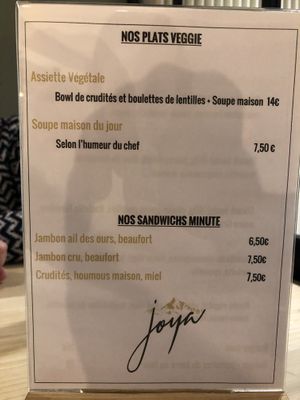 NOS PLATS VEGGIE
Assiette Végétale
Bowl de crudités et boulettes de lentilles + Soupe maison 14€
Soupe maison du jour
Selon l'humeur du chef 7,50 €
NOS SANDWICHS MINUTE
Jambon ail des ours, beaufort 6,50€
Jambon cru, beaufort 7,50€
Crudités, houmous maison, miel 7,50€
joya